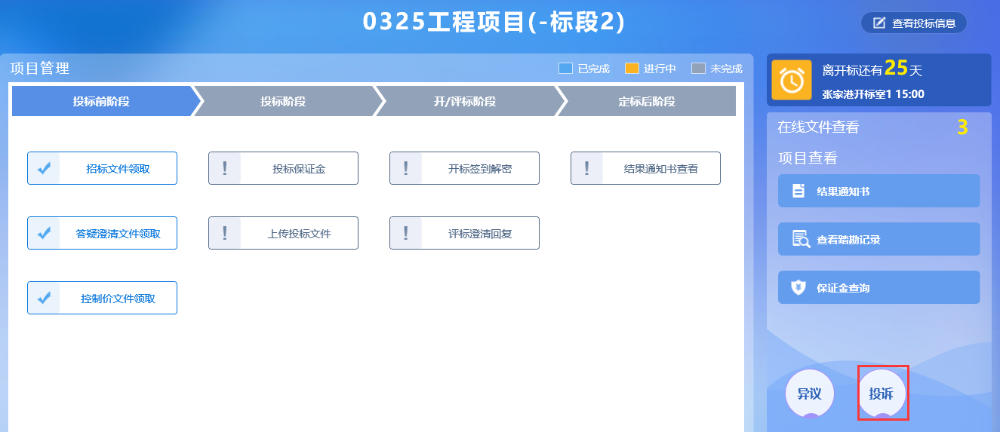 0325工程项目(-标段2)
查看投标信息
项目管理
已完成 进行中 未完成
投标前阶段 投标阶段 开/评标阶段 定标后阶段
招标文件领取 ! 投标保证金 ! 开标签到解密 ! 结果通知书查看
答疑澄清文件领取 ! 上传投标文件 ! 评标澄清回复
控制价文件领取
离开标还有25天
张家港开标室1 15:00
在线文件查看 3
项目查看
结果通知书
查看踏勘记录
保证金查询
异议 投诉